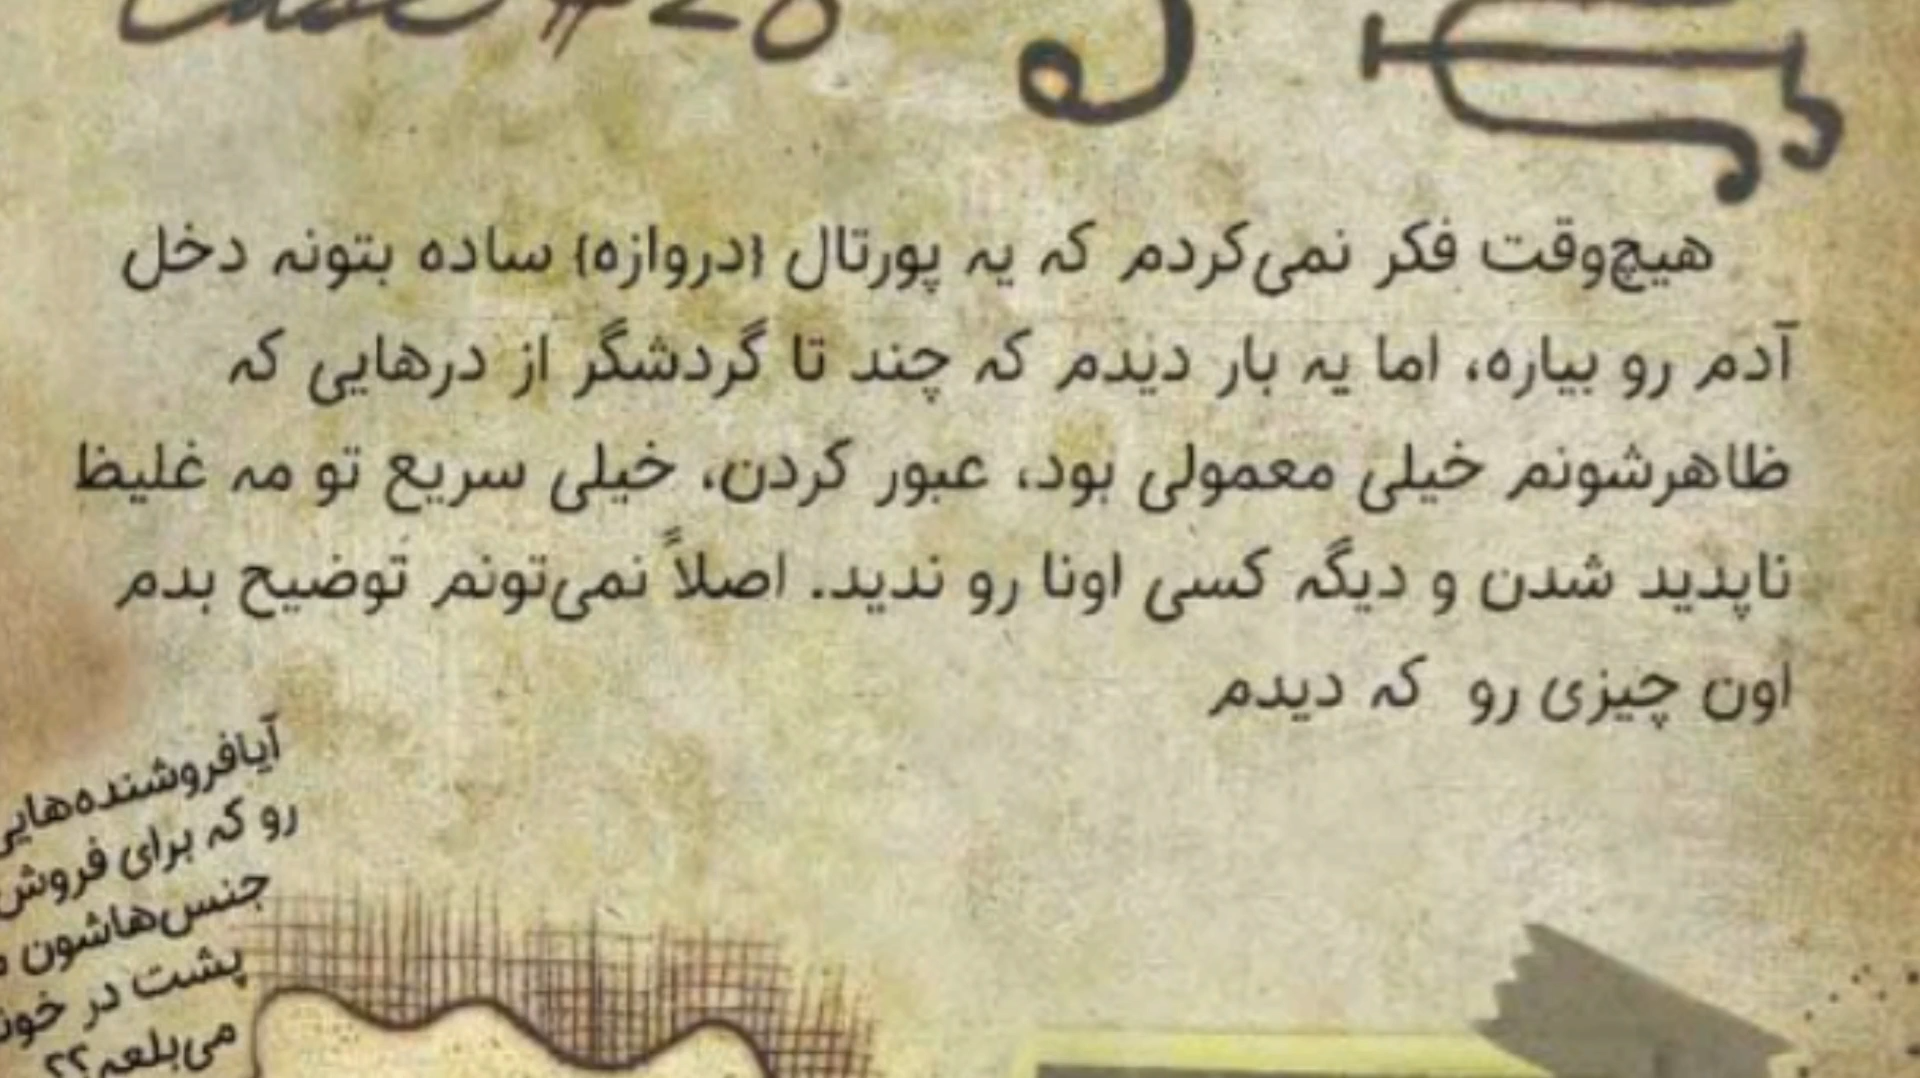 Case #26
هیچ‌وقت فکر نمی‌کردم که یه پورتال {دروازه} ساده بتونه دخل
آدم رو بیاره، اما یه بار دیدم که چند تا گردشگر از درهایی که
ظاهرشونم خیلی معمولی بود، عبور کردن، خیلی سریع تو مه غلیظ
ناپدید شدن و دیگه کسی اونا رو ندید. اصلاً نمی‌تونم توضیح بدم
اون چیزی رو که دیدم
آیافروشنده‌هایی
رو که برای فروش
جنس‌هاشون
پشت در
می‌بلعه؟؟